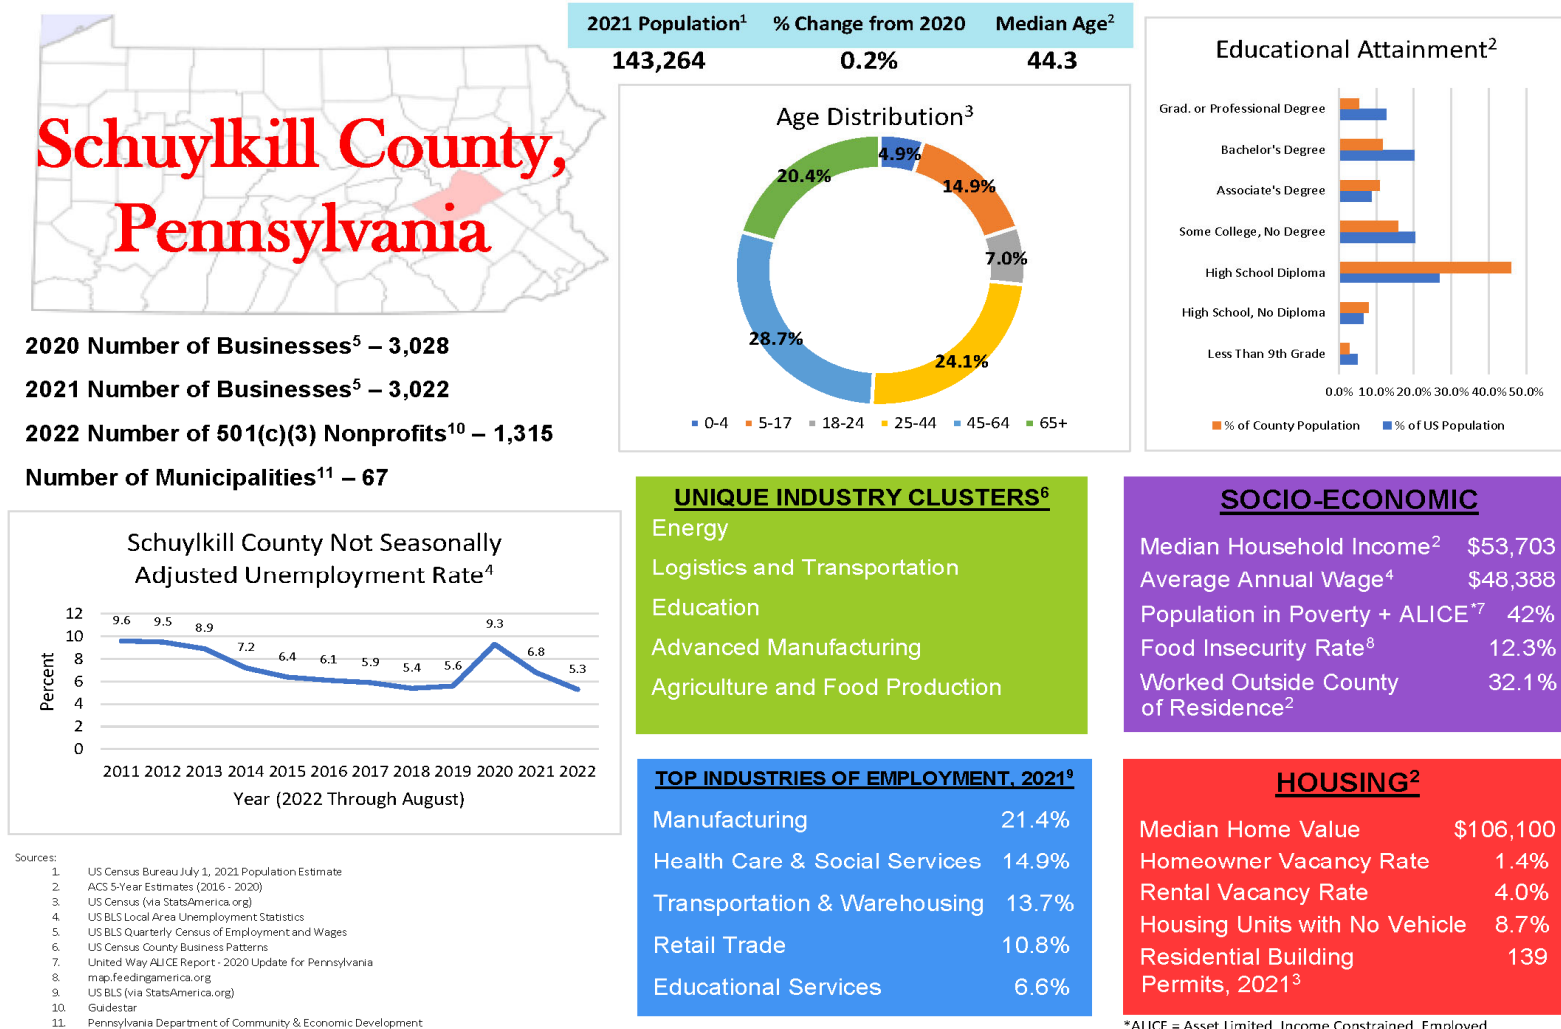 Schuylkill County,
Pennsylvania
2021 Population1 % Change from 2020 Median Age2
143,264 0.2% 44.3
Age Distribution3
4.9%
14.9%
7.0%
24.1%
28.7%
20.4%
0-4 5-17 18-24 25-44 45-64 65+
Educational Attainment2
Grad. or Professional Degree
Bachelor's Degree
Associate's Degree
Some College, No Degree
High School Diploma
High School, No Diploma
Less Than 9th Grade
0.0% 10.0% 20.0% 30.0% 40.0% 50.0%
% of County Population % of US Population
2020 Number of Businesses5 – 3,028
2021 Number of Businesses5 – 3,022
2022 Number of 501(c)(3) Nonprofits10 – 1,315
Number of Municipalities11 – 67
Schuylkill County Not Seasonally
Adjusted Unemployment Rate4
Percent
12
10
8
6
4
2
0
9.6 9.5 8.9 7.2 6.4 6.1 5.9 5.4 5.6 9.3 6.8 5.3
2011 2012 2013 2014 2015 2016 2017 2018 2019 2020 2021 2022
Year (2022 Through August)
UNIQUE INDUSTRY CLUSTERS6
Energy
Logistics and Transportation
Education
Advanced Manufacturing
Agriculture and Food Production
SOCIO-ECONOMIC
Median Household Income2 $53,703
Average Annual Wage4 $48,388
Population in Poverty + ALICE*7 42%
Food Insecurity Rate8 12.3%
Worked Outside County 32.1%
of Residence2
TOP INDUSTRIES OF EMPLOYMENT, 20219
Manufacturing 21.4%
Health Care & Social Services 14.9%
Transportation & Warehousing 13.7%
Retail Trade 10.8%
Educational Services 6.6%
HOUSING2
Median Home Value $106,100
Homeowner Vacancy Rate 1.4%
Rental Vacancy Rate 4.0%
Housing Units with No Vehicle 8.7%
Residential Building 139
Permits, 20213
*ALICE = Asset Limited, Income Constrained, Employed
Sources:
1. US Census Bureau July 1, 2021 Population Estimate
2. ACS 5-Year Estimates (2016 - 2020)
3. US Census (via StatsAmerica.org)
4. US BLS Local Area Unemployment Statistics
5. US BLS Quarterly Census of Employment and Wages
6. US Census County Business Patterns
7. United Way ALICE Report - 2020 Update for Pennsylvania
8. map.feedingamerica.org
9. US BLS (via StatsAmerica.org)
10. Guidestar
11. Pennsylvania Department of Community & Economic Development